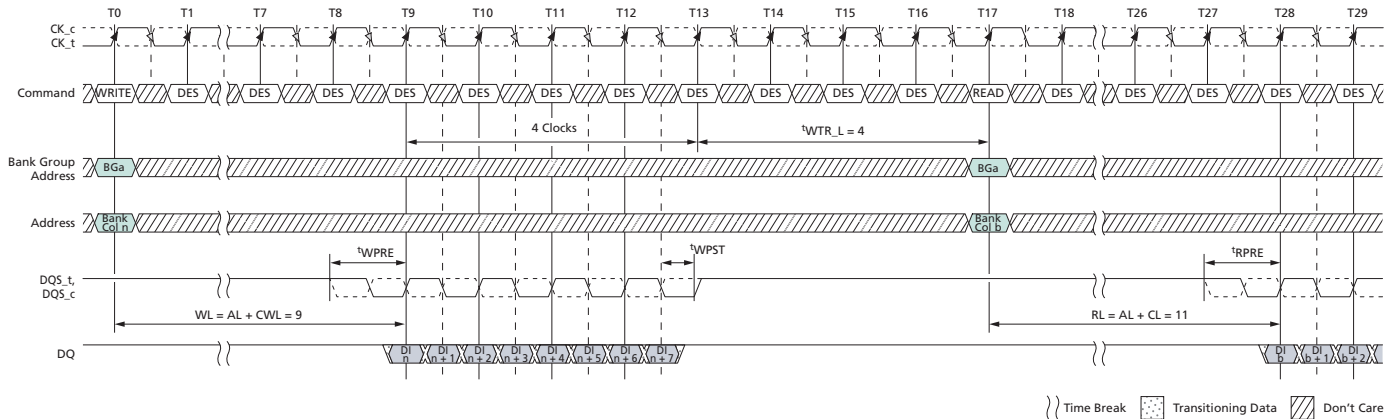 T0 T1 T7 T8 T9 T10 T11 T12 T13 T14 T15 T16 T17 T18 T26 T27 T28 T29
CK_c
CK_t
Command WRITE DES DES DES DES DES DES DES DES DES DES DES READ DES DES DES DES DES
4 Clocks tWTR_L = 4
Bank Group
Address
BGa BGa
Address
Bank
Col n
Bank
Col b
tWPRE tWPST tRPRE
DQS_t,
DQS_c
WL = AL + CWL = 9 RL = AL + CL = 11
DQ
DI
n
DI
n + 1
DI
n + 2
DI
n + 3
DI
n + 4
DI
n + 5
DI
n + 6
DI
n + 7
DI
b
DI
b + 1
DI
b + 2
Time Break Transitioning Data Don't Care